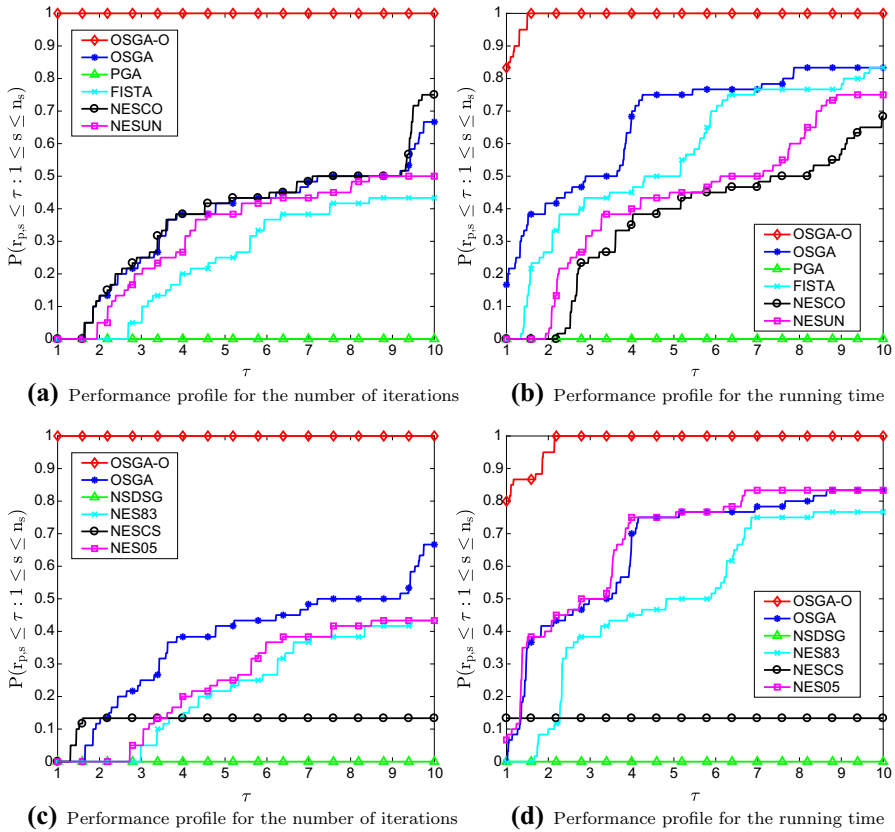 1
0.9
0.8
0.7
0.6
0.5
0.4
0.3
0.2
0.1
0
P(r_{p,s} ≤ τ : 1 ≤ s ≤ n_s)
OSGA-O
OSGA
PGA
FISTA
NESCO
NESUN
1 2 3 4 5 6 7 8 9 10
τ
(a) Performance profile for the number of iterations
1
0.9
0.8
0.7
0.6
0.5
0.4
0.3
0.2
0.1
0
P(r_{p,s} ≤ τ : 1 ≤ s ≤ n_s)
OSGA-O
OSGA
PGA
FISTA
NESCO
NESUN
1 2 3 4 5 6 7 8 9 10
τ
(b) Performance profile for the running time
1
0.9
0.8
0.7
0.6
0.5
0.4
0.3
0.2
0.1
0
P(r_{p,s} ≤ τ : 1 ≤ s ≤ n_s)
OSGA-O
OSGA
NSDSG
NES83
NESCS
NES05
1 2 3 4 5 6 7 8 9 10
τ
(c) Performance profile for the number of iterations
1
0.9
0.8
0.7
0.6
0.5
0.4
0.3
0.2
0.1
0
P(r_{p,s} ≤ τ : 1 ≤ s ≤ n_s)
OSGA-O
OSGA
NSDSG
NES83
NESCS
NES05
1 2 3 4 5 6 7 8 9 10
τ
(d) Performance profile for the running time